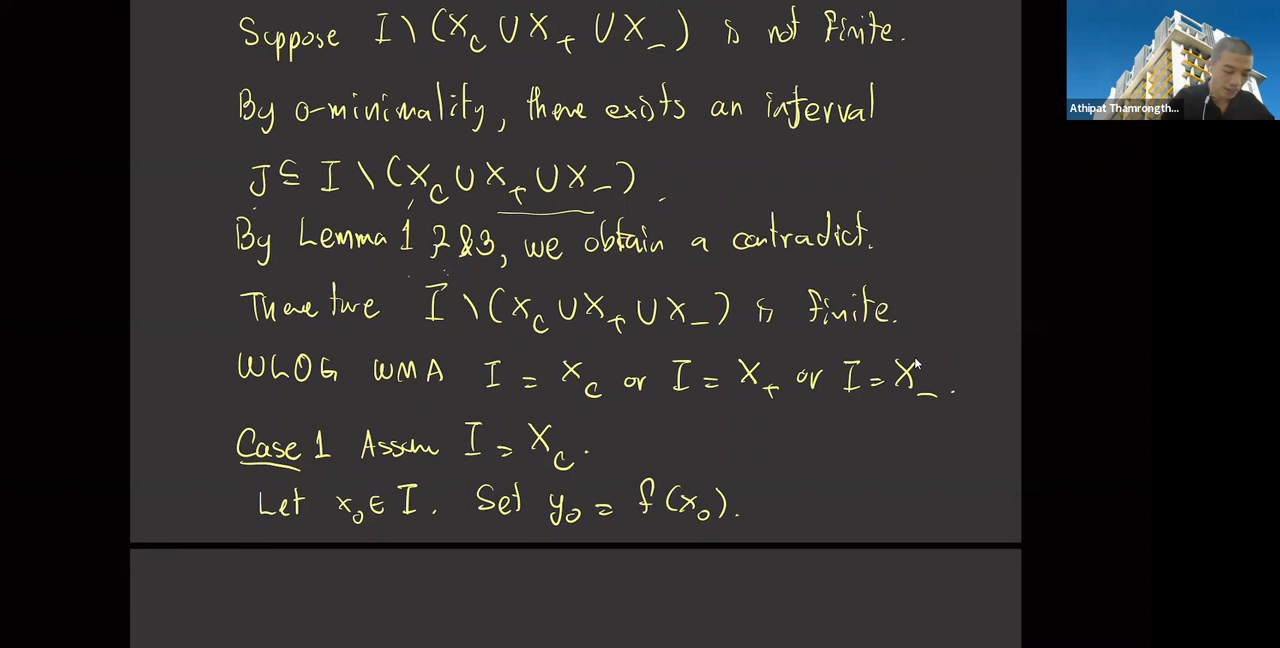 Suppose I \ (X_c ∪ X_+ ∪ X_-) is not finite.
By o-minimality, there exists an interval
J ⊆ I \ (X_c ∪ X_+ ∪ X_-).
By Lemma 1, 2 & 3, we obtain a contradict.
Therefore I \ (X_c ∪ X_+ ∪ X_-) is finite.
WLOG WMA I = X_c or I = X_+ or I = X_-.
Case 1 Assume I = X_c.
Let x_0 ∈ I. Set y_0 = f(x_0).
Athipat Thamrongth...